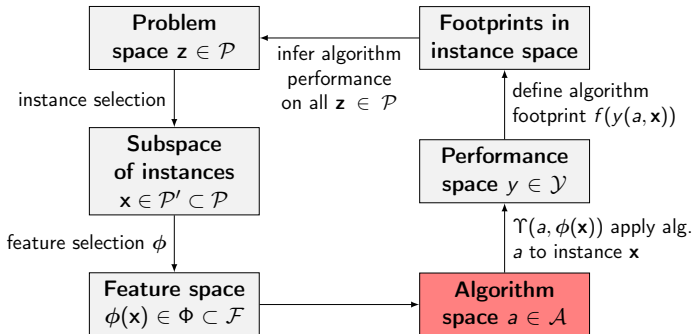 Problem
space z ∈ 𝒫
instance selection
Subspace
of instances
x ∈ 𝒫′ ⊂ 𝒫
feature selection ϕ
Feature space
ϕ(x) ∈ Φ ⊂ ℱ
Algorithm
space a ∈ 𝒜
ϒ(a, ϕ(x)) apply alg.
a to instance x
Performance
space y ∈ 𝒴
define algorithm
footprint f(y(a, x))
Footprints in
instance space
infer algorithm
performance
on all z ∈ 𝒫